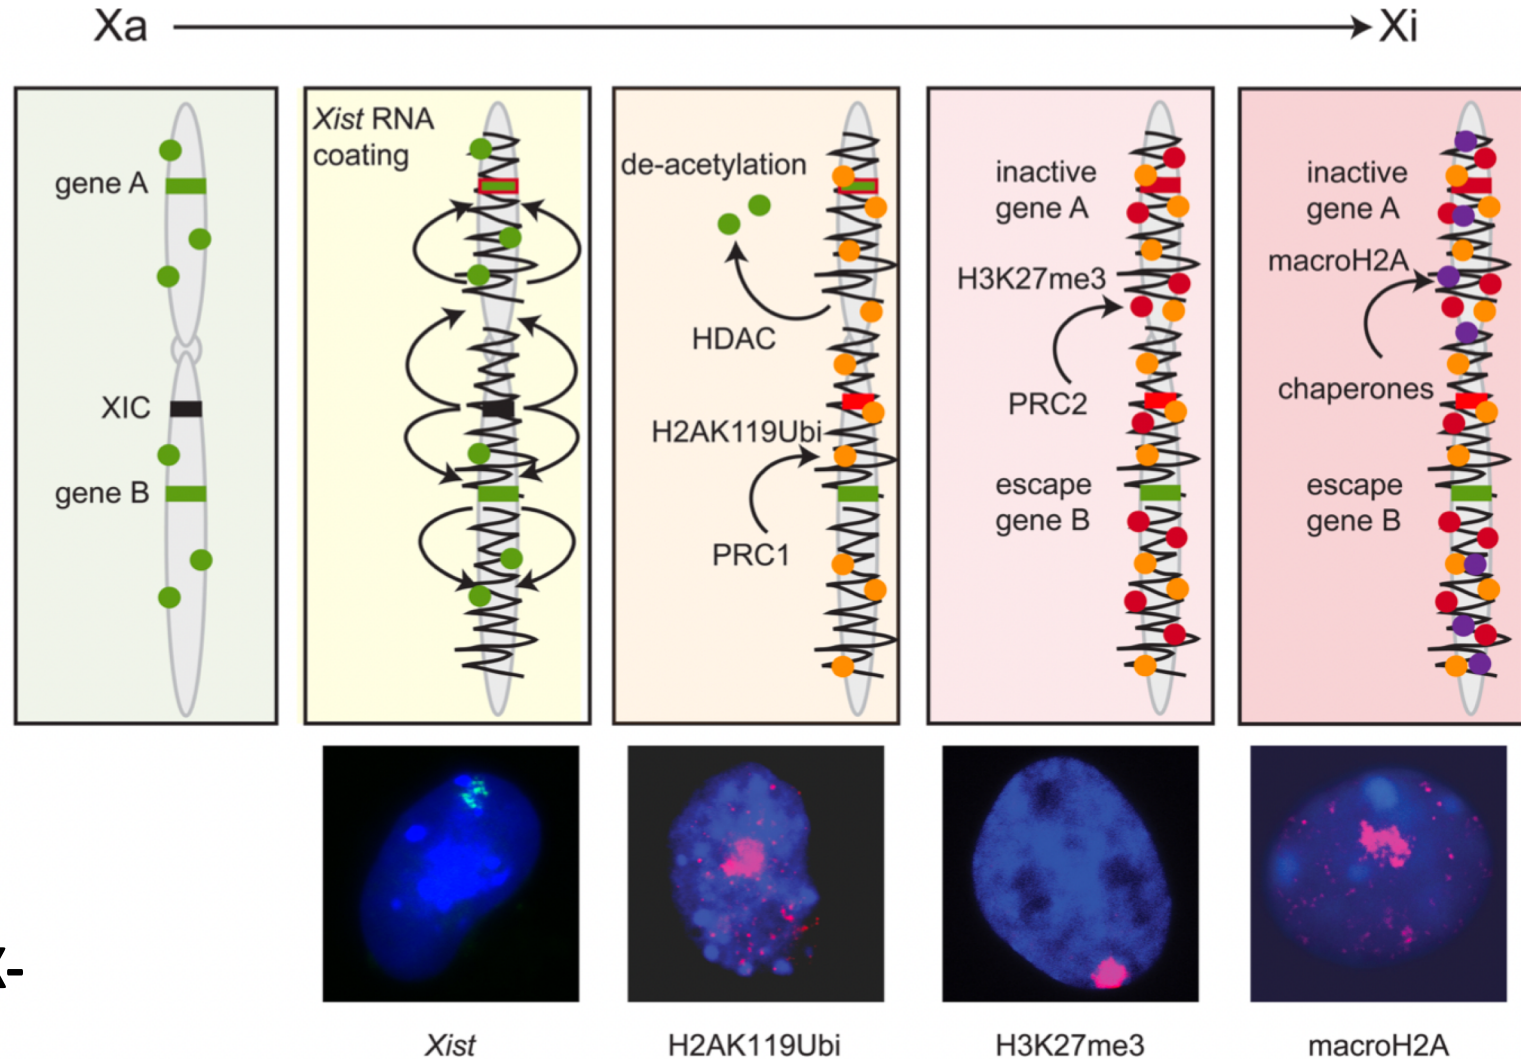 Xa
Xi
gene A
XIC
gene B
Xist RNA
coating
de-acetylation
HDAC
H2AK119Ubi
PRC1
inactive
gene A
H3K27me3
PRC2
escape
gene B
inactive
gene A
macroH2A
chaperones
escape
gene B
X-
Xist
H2AK119Ubi
H3K27me3
macroH2A